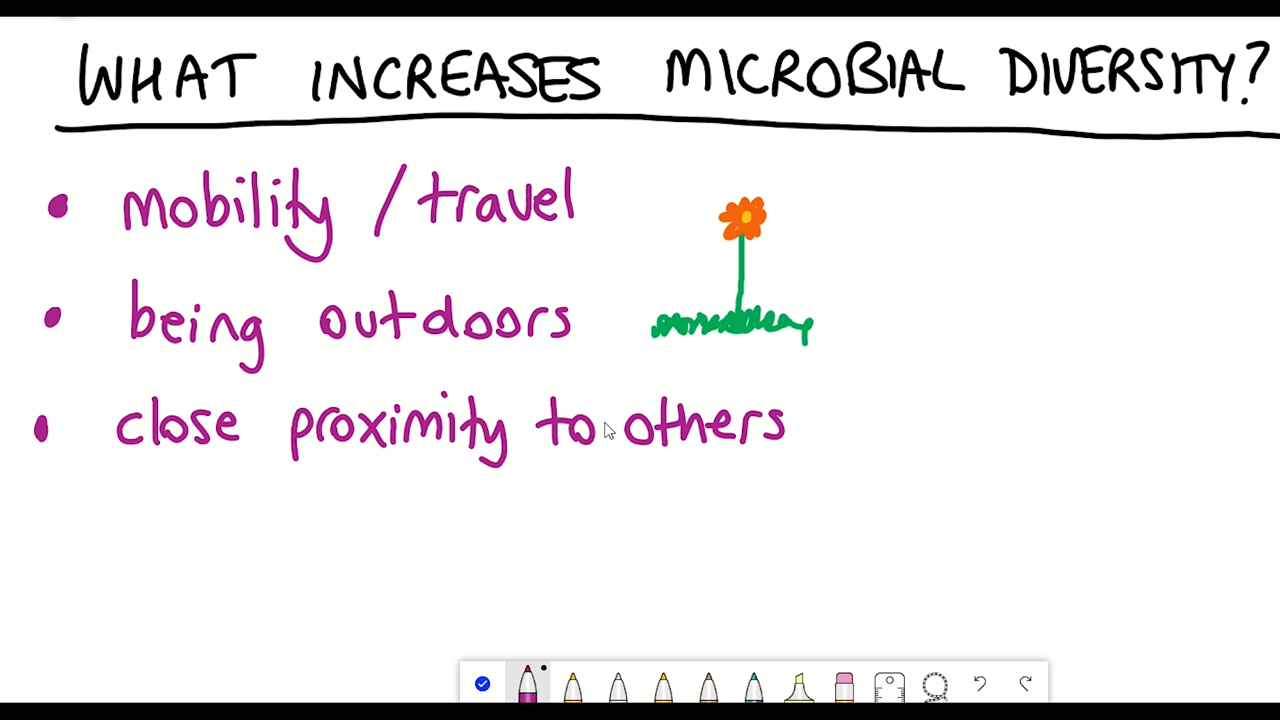 WHAT INCREASES MICROBIAL DIVERSITY?
• mobility / travel
• being outdoors
• close proximity to others